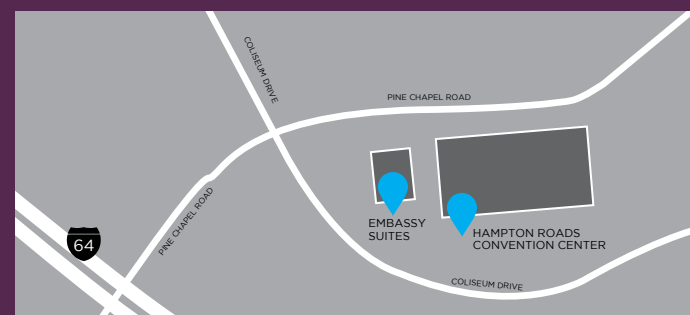 COLISEUM DRIVE
PINE CHAPEL ROAD
PINE CHAPEL ROAD
64
EMBASSY
SUITES
HAMPTON ROADS
CONVENTION CENTER
COLISEUM DRIVE